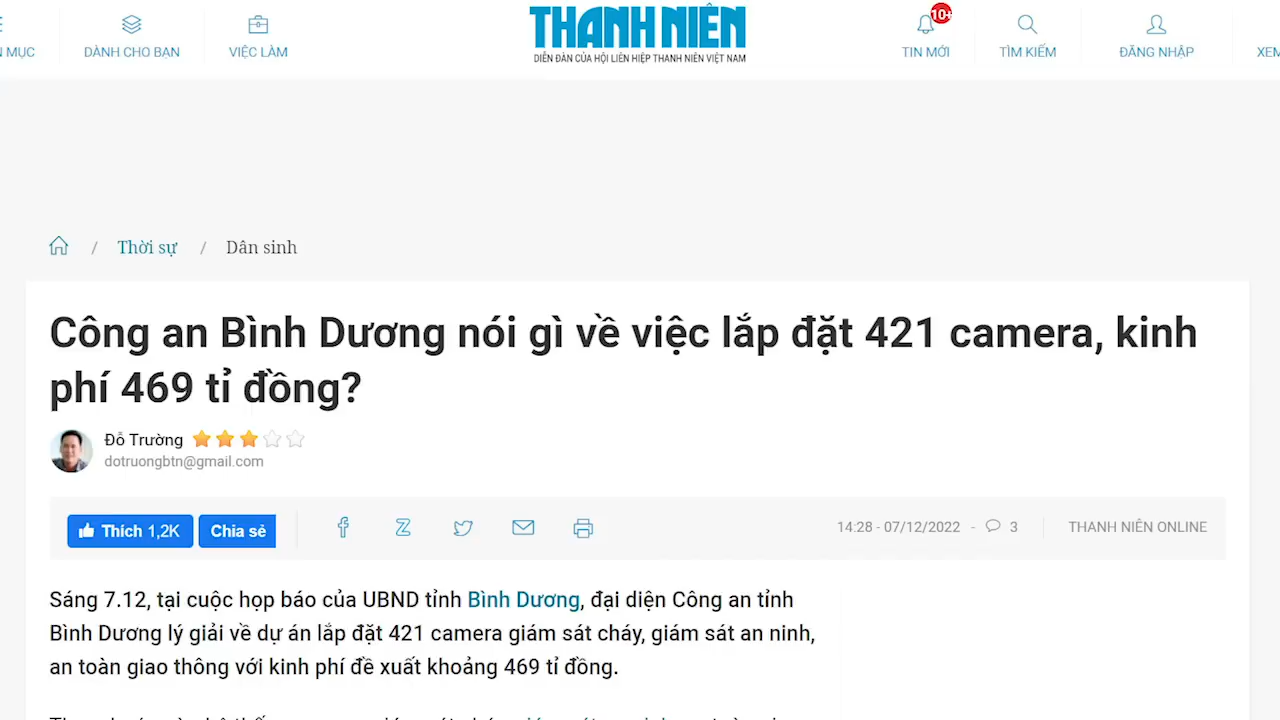 N MỤC
DÀNH CHO BẠN
VIỆC LÀM
THANH NIÊN
DIỄN ĐÀN CỦA HỘI LIÊN HIỆP THANH NIÊN VIỆT NAM
10+
TIN MỚI
TÌM KIẾM
ĐĂNG NHẬP
XEM
/ Thời sự / Dân sinh
Công an Bình Dương nói gì về việc lắp đặt 421 camera, kinh
phí 469 tỉ đồng?
Đỗ Trường
dotruongbtn@gmail.com
Thích 1,2K Chia sẻ
14:28 - 07/12/2022 - 3 THANH NIÊN ONLINE
Sáng 7.12, tại cuộc họp báo của UBND tỉnh Bình Dương, đại diện Công an tỉnh
Bình Dương lý giải về dự án lắp đặt 421 camera giám sát cháy, giám sát an ninh,
an toàn giao thông với kinh phí đề xuất khoảng 469 tỉ đồng.